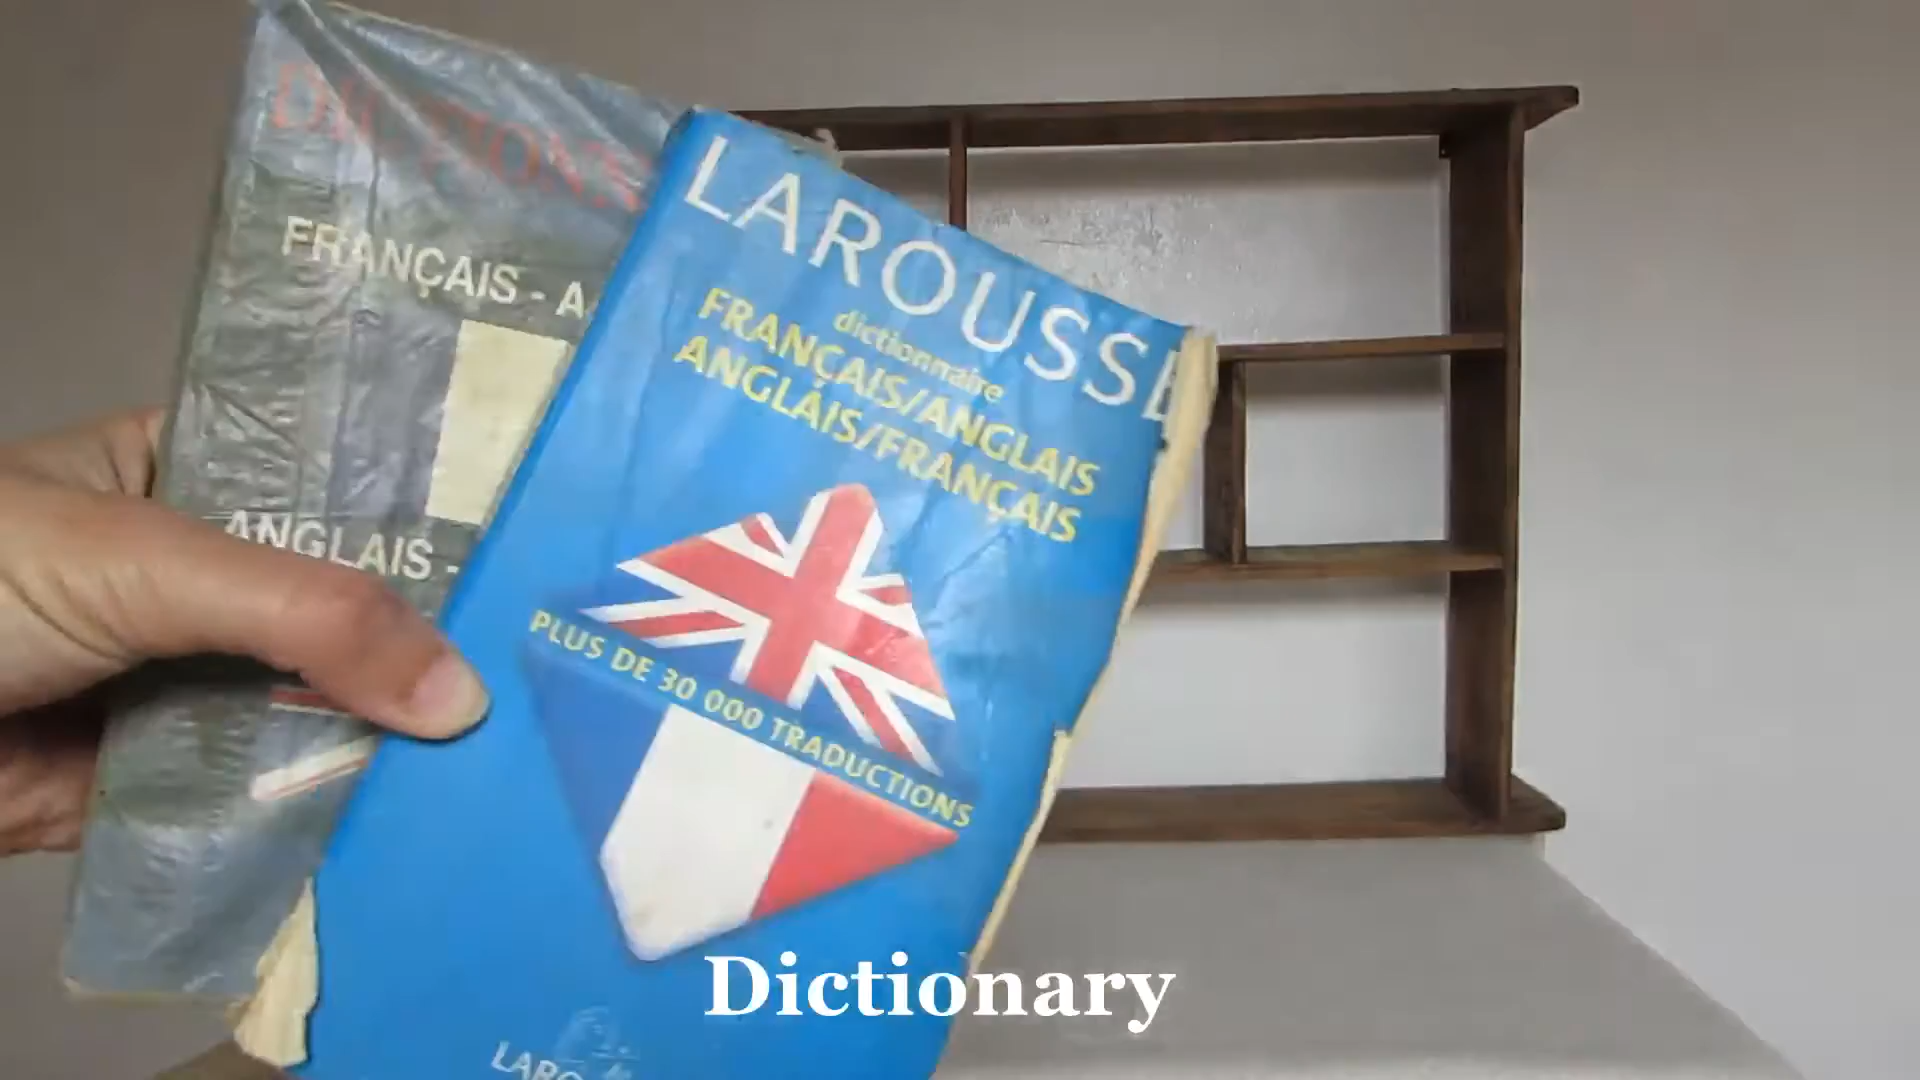 FRANÇAIS - A
ANGLAIS -
LAROUSSE
dictionnaire
FRANÇAIS/ANGLAIS
ANGLAIS/FRANÇAIS
PLUS DE 30 000 TRADUCTIONS
Dictionary